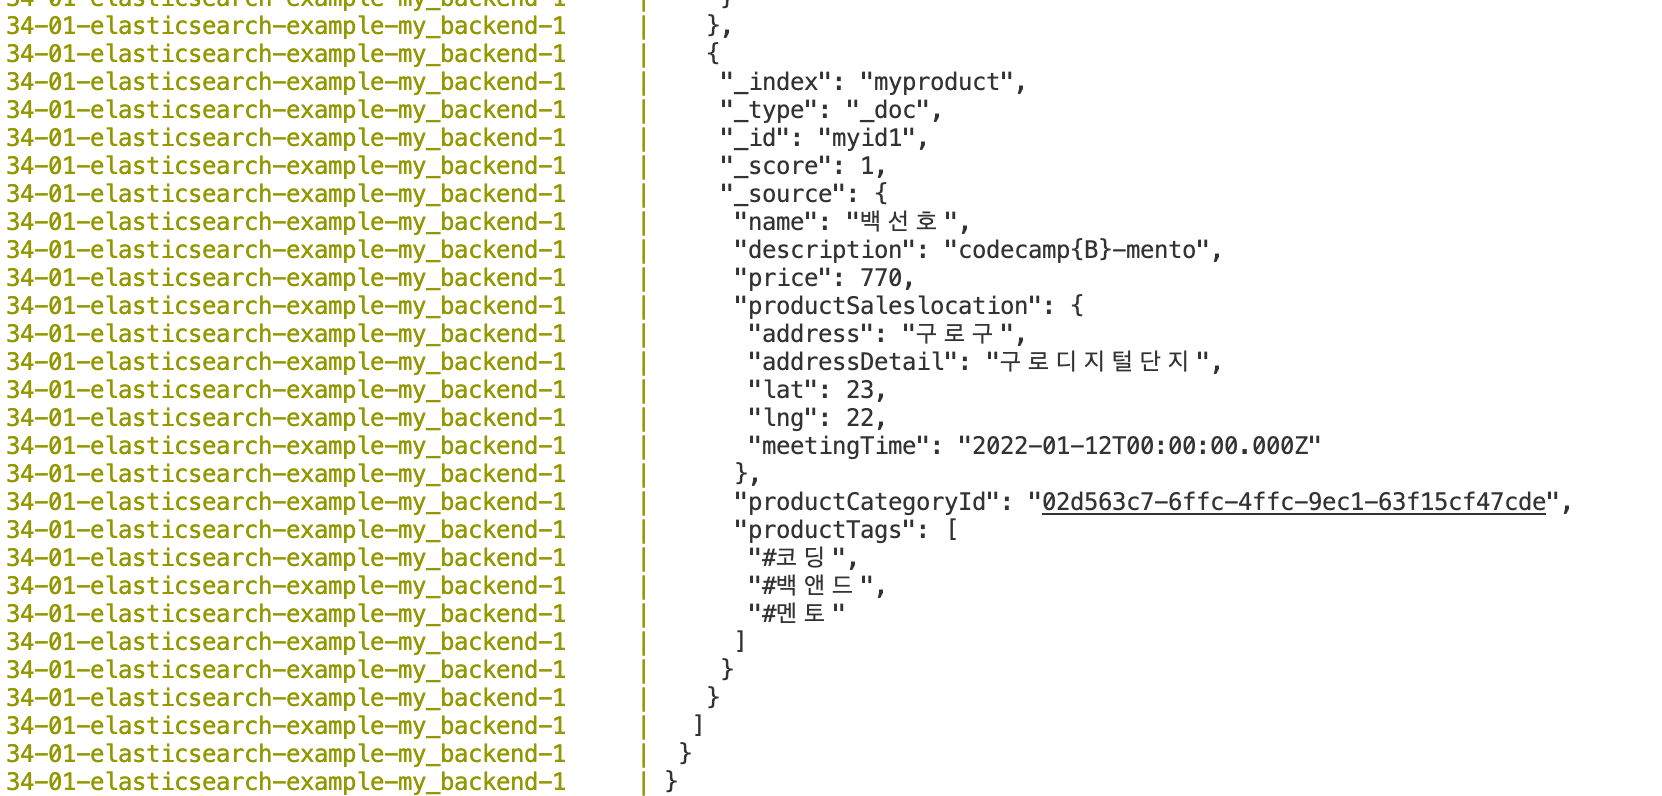 34-01-elasticsearch-example-my_backend-1 | }
34-01-elasticsearch-example-my_backend-1 | },
34-01-elasticsearch-example-my_backend-1 | {
34-01-elasticsearch-example-my_backend-1 | "_index": "myproduct",
34-01-elasticsearch-example-my_backend-1 | "_type": "_doc",
34-01-elasticsearch-example-my_backend-1 | "_id": "myid1",
34-01-elasticsearch-example-my_backend-1 | "_score": 1,
34-01-elasticsearch-example-my_backend-1 | "_source": {
34-01-elasticsearch-example-my_backend-1 | "name": "백선호",
34-01-elasticsearch-example-my_backend-1 | "description": "codecamp{B}-mento",
34-01-elasticsearch-example-my_backend-1 | "price": 770,
34-01-elasticsearch-example-my_backend-1 | "productSaleslocation": {
34-01-elasticsearch-example-my_backend-1 | "address": "구로구",
34-01-elasticsearch-example-my_backend-1 | "addressDetail": "구로디지털단지",
34-01-elasticsearch-example-my_backend-1 | "lat": 23,
34-01-elasticsearch-example-my_backend-1 | "lng": 22,
34-01-elasticsearch-example-my_backend-1 | "meetingTime": "2022-01-12T00:00:00.000Z"
34-01-elasticsearch-example-my_backend-1 | },
34-01-elasticsearch-example-my_backend-1 | "productCategoryId": "02d563c7-6ffc-4ffc-9ec1-63f15cf47cde",
34-01-elasticsearch-example-my_backend-1 | "productTags": [
34-01-elasticsearch-example-my_backend-1 | "#코딩",
34-01-elasticsearch-example-my_backend-1 | "#백앤드",
34-01-elasticsearch-example-my_backend-1 | "#멘토"
34-01-elasticsearch-example-my_backend-1 | ]
34-01-elasticsearch-example-my_backend-1 | }
34-01-elasticsearch-example-my_backend-1 | }
34-01-elasticsearch-example-my_backend-1 | ]
34-01-elasticsearch-example-my_backend-1 | }
34-01-elasticsearch-example-my_backend-1 | }